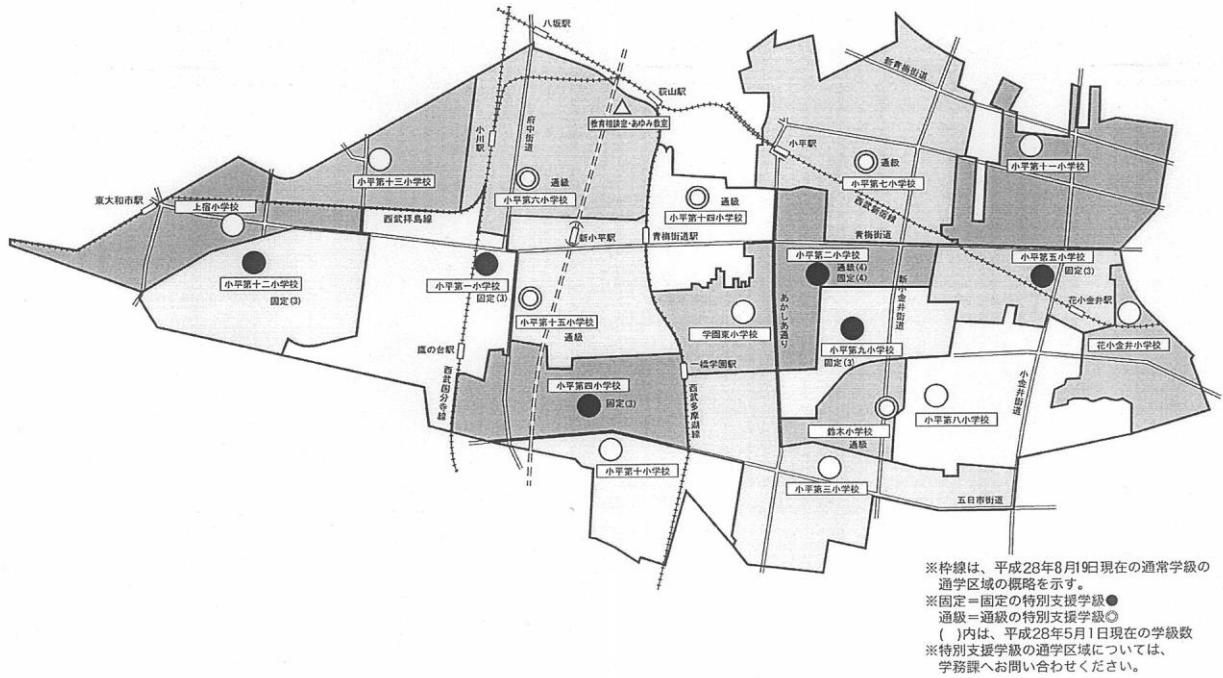 八坂駅
萩山駅
新青梅街道
教育相談室・あゆみ教室
小川駅
府中街道
小平駅
小平第十一小学校
小平第十三小学校
通級
小平第六小学校
通級
小平第七小学校
東大和市駅
上宿小学校
西武拝島線
通級
小平第十四小学校
西武新宿線
新小平駅
青梅街道駅
青梅街道
小平第十二小学校
固定(3)
小平第一小学校
固定(3)
小平第二小学校
通級(4)
固定(4)
小平第五小学校
固定(3)
新小金井街道
あかしあ通り
花小金井駅
小平第十五小学校
通級
学園東小学校
小平第九小学校
固定(3)
花小金井小学校
鷹の台駅
一橋学園駅
西武国分寺線
小平第四小学校
固定(3)
西武多摩湖線
小金井街道
小平第八小学校
鈴木小学校
通級
小平第十小学校
小平第三小学校
五日市街道
※枠線は、平成28年8月19日現在の通常学級の
通学区域の概略を示す。
※固定=固定の特別支援学級●
通級=通級の特別支援学級◎
( )内は、平成28年5月1日現在の学級数
※特別支援学級の通学区域については、
学務課へお問い合わせください。